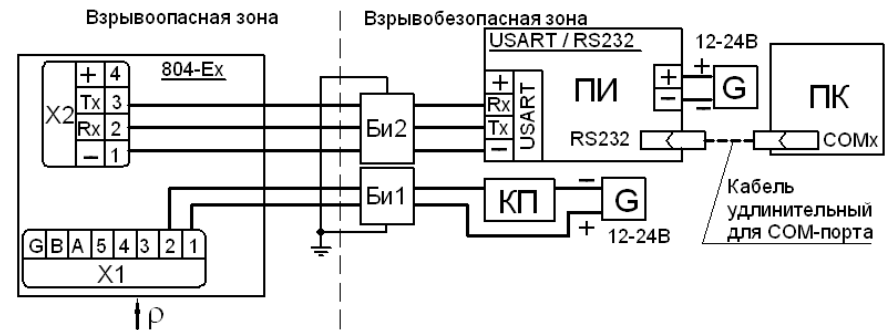 Взрывоопасная зона
Взрывобезопасная зона
804-Ex
X2
+ 4
Tx 3
Rx 2
− 1
Би2
USART / RS232
+
Rx
Tx
−
USART
ПИ
RS232
+
−
12-24В
+
−
G
ПК
COMx
Би1
КП
−
+
G
12-24В
Кабель
удлинительный
для COM-порта
G B A 5 4 3 2 1
X1
ρ